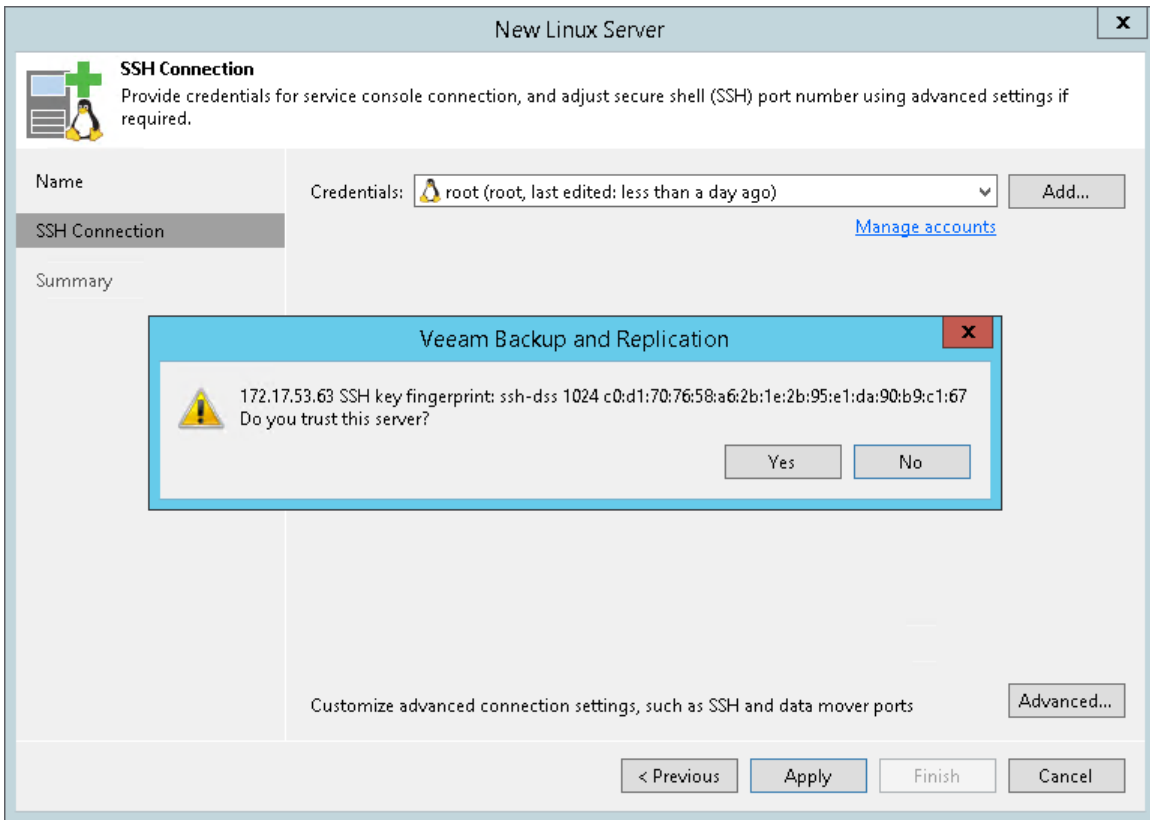 New Linux Server
x
SSH Connection
Provide credentials for service console connection, and adjust secure shell (SSH) port number using advanced settings if
required.
Name
SSH Connection
Summary
Credentials: root (root, last edited: less than a day ago) Add...
Manage accounts
Veeam Backup and Replication
x
172.17.53.63 SSH key fingerprint: ssh-dss 1024 c0:d1:70:76:58:a6:2b:1e:2b:95:e1:da:90:b9:c1:67
Do you trust this server?
Yes No
Customize advanced connection settings, such as SSH and data mover ports Advanced...
< Previous Apply Finish Cancel